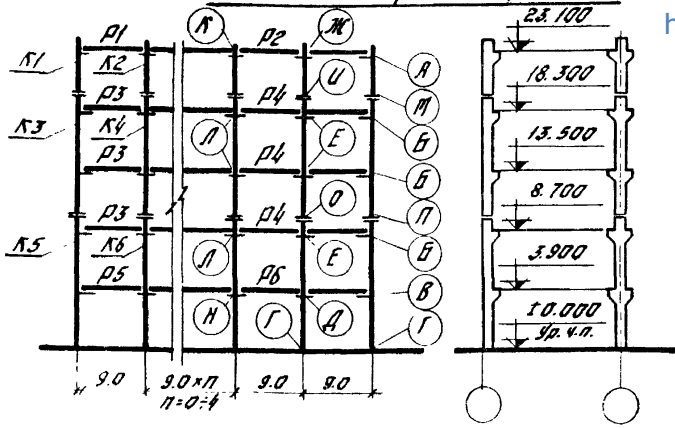 Р1 К Р2 Ж 23.100
К1 К2 А
И 18.300
Р3 Р4 М
К3 К4 Л Е Б 13.500
Р3 Р4 Б
О 8.700
Р3 Р4 П
К5 К6 Л Е Б 3.900
Р5 Р6 В
Н Г Д Г ±0.000
Ур. ч.п.
9.0 9.0×п 9.0 9.0
п=0÷4